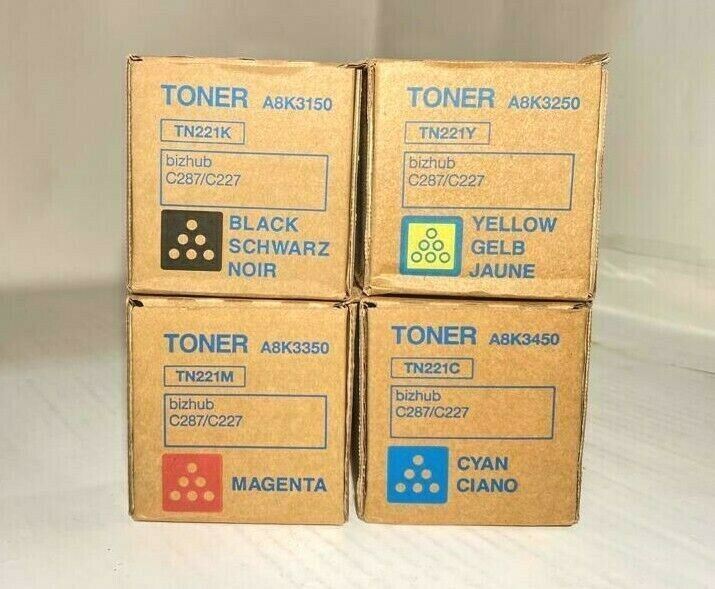 TONER A8K3150
TN221K
bizhub
C287/C227
BLACK
SCHWARZ
NOIR
TONER A8K3250
TN221Y
bizhub
C287/C227
YELLOW
GELB
JAUNE
TONER A8K3350
TN221M
bizhub
C287/C227
MAGENTA
TONER A8K3450
TN221C
bizhub
C287/C227
CYAN
CIANO